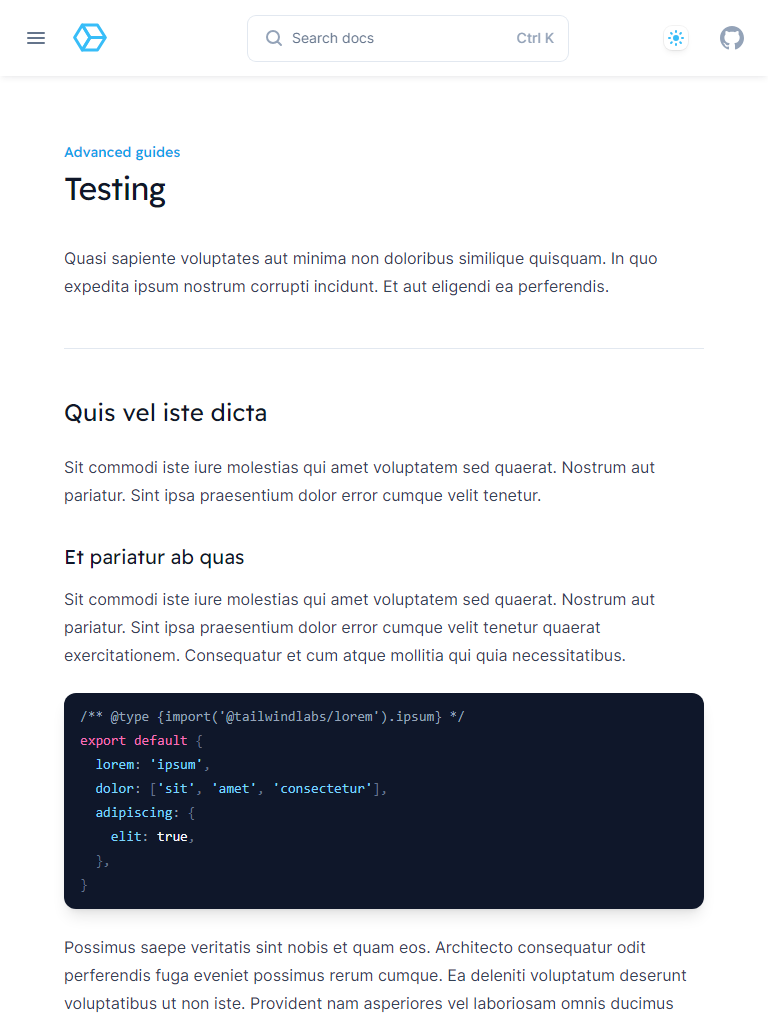 Search docs Ctrl K
Advanced guides
Testing
Quasi sapiente voluptates aut minima non doloribus similique quisquam. In quo
expedita ipsum nostrum corrupti incidunt. Et aut eligendi ea perferendis.
Quis vel iste dicta
Sit commodi iste iure molestias qui amet voluptatem sed quaerat. Nostrum aut
pariatur. Sint ipsa praesentium dolor error cumque velit tenetur.
Et pariatur ab quas
Sit commodi iste iure molestias qui amet voluptatem sed quaerat. Nostrum aut
pariatur. Sint ipsa praesentium dolor error cumque velit tenetur quaerat
exercitationem. Consequatur et cum atque mollitia qui quia necessitatibus.
/** @type {import('@tailwindlabs/lorem').ipsum} */
export default {
  lorem: 'ipsum',
  dolor: ['sit', 'amet', 'consectetur'],
  adipiscing: {
    elit: true,
  },
}
Possimus saepe veritatis sint nobis et quam eos. Architecto consequatur odit
perferendis fuga eveniet possimus rerum cumque. Ea deleniti voluptatum deserunt
voluptatibus ut non iste. Provident nam asperiores vel laboriosam omnis ducimus